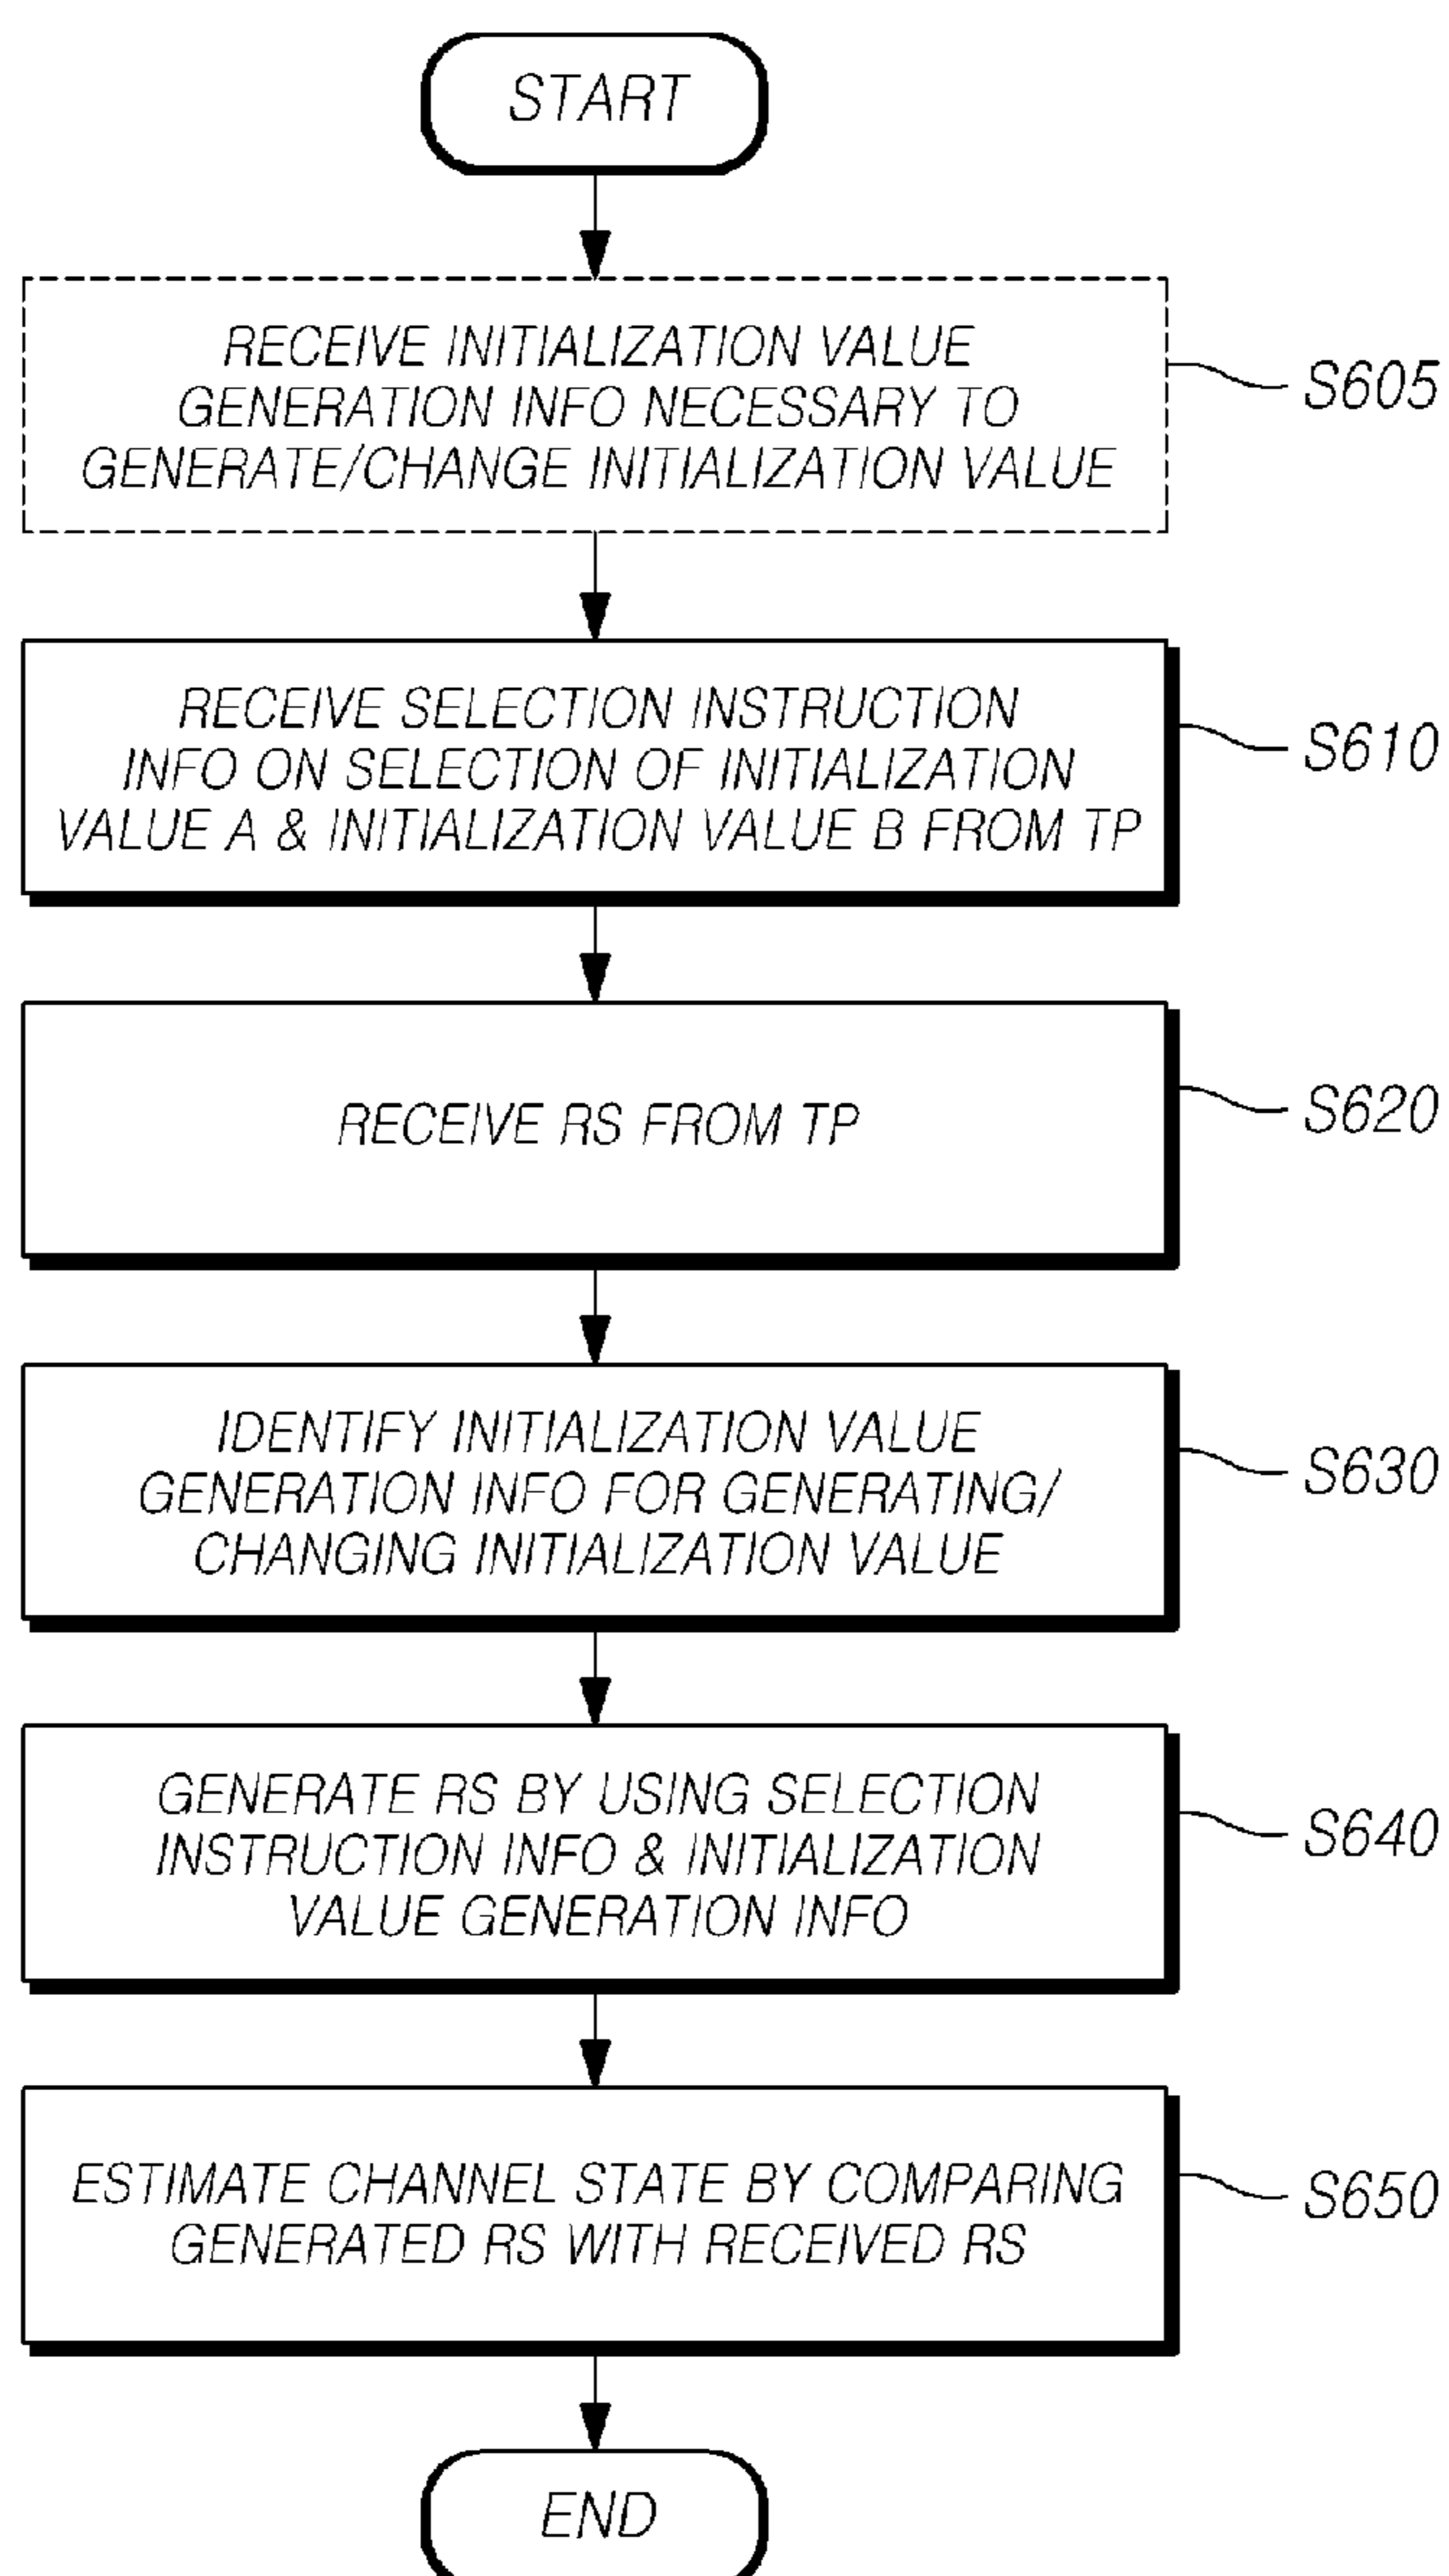 START
RECEIVE INITIALIZATION VALUE
GENERATION INFO NECESSARY TO
GENERATE/CHANGE INITIALIZATION VALUE
S605
RECEIVE SELECTION INSTRUCTION
INFO ON SELECTION OF INITIALIZATION
VALUE A & INITIALIZATION VALUE B FROM TP
S610
RECEIVE RS FROM TP
S620
IDENTIFY INITIALIZATION VALUE
GENERATION INFO FOR GENERATING/
CHANGING INITIALIZATION VALUE
S630
GENERATE RS BY USING SELECTION
INSTRUCTION INFO & INITIALIZATION
VALUE GENERATION INFO
S640
ESTIMATE CHANNEL STATE BY COMPARING
GENERATED RS WITH RECEIVED RS
S650
END